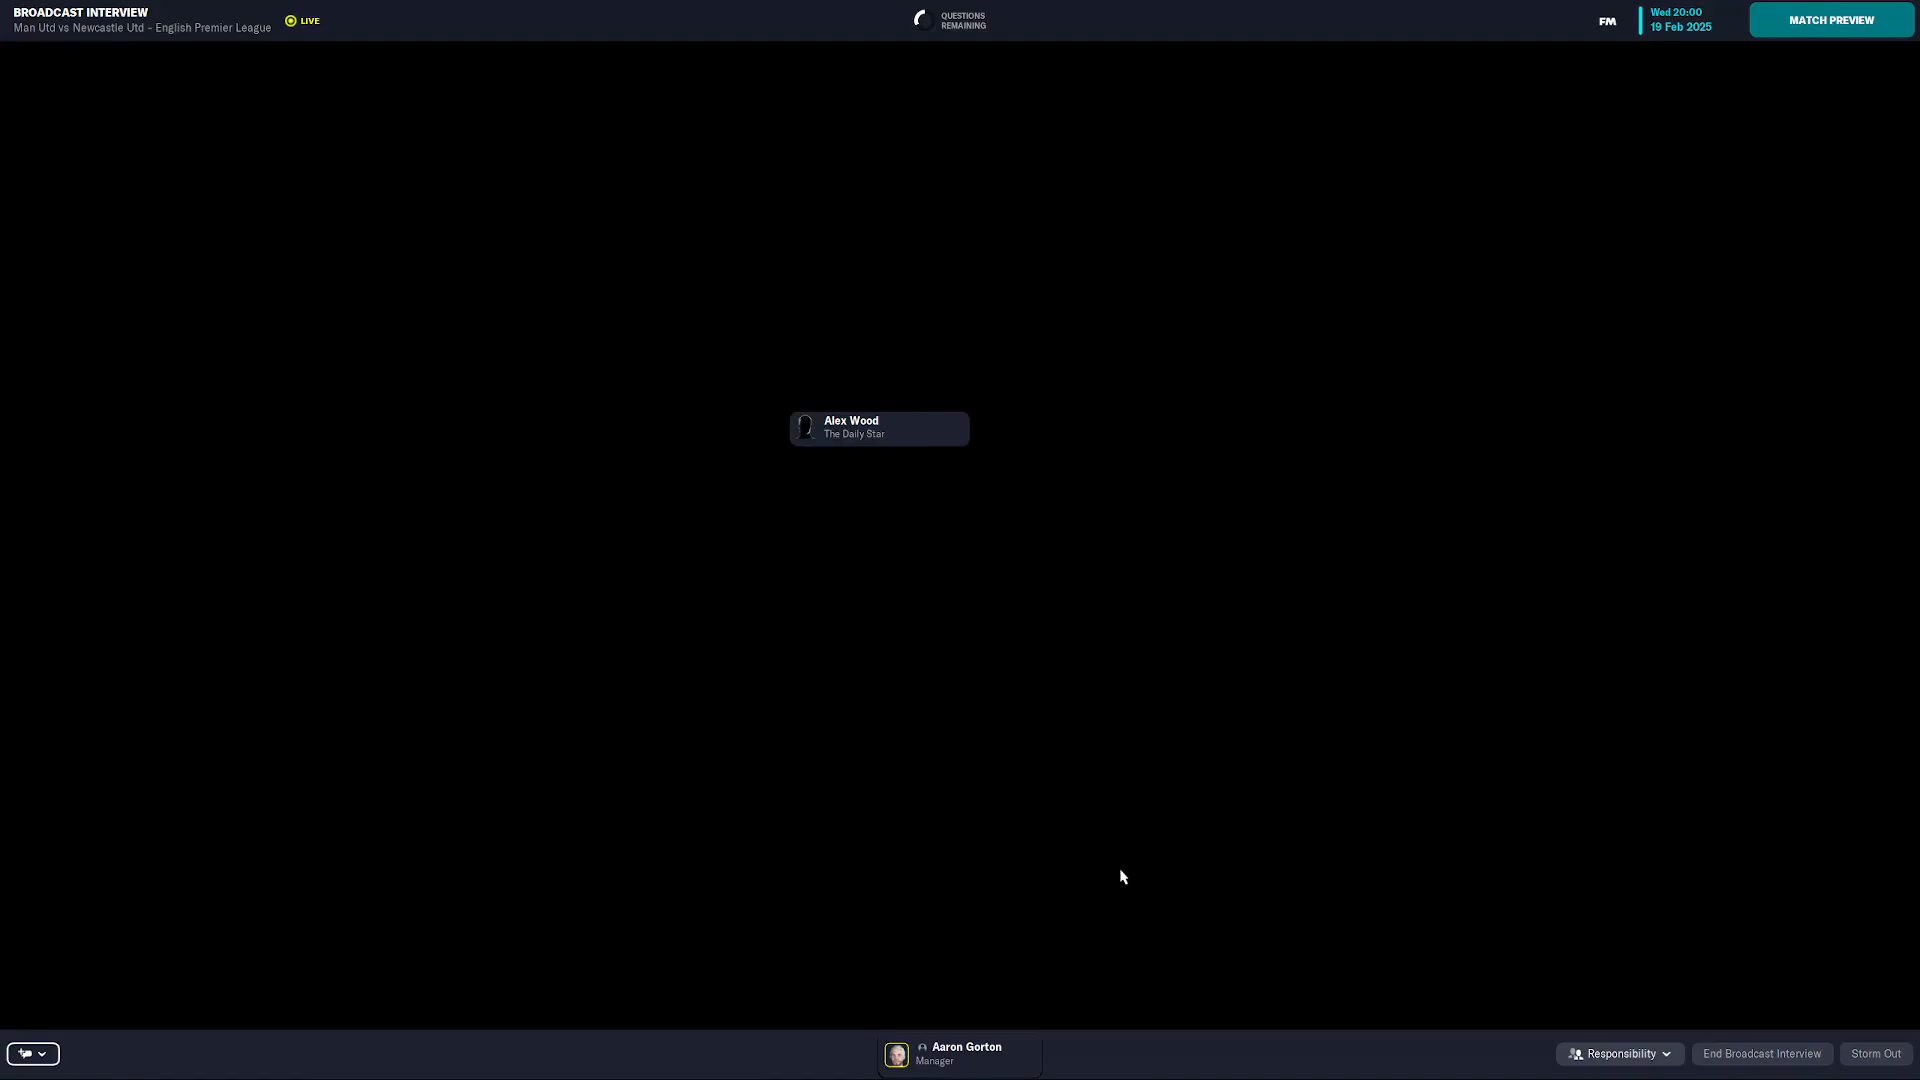 BROADCAST INTERVIEW
Man Utd vs Newcastle Utd - English Premier League
LIVE
QUESTIONS
REMAINING
FM
Wed 20:00
19 Feb 2025
MATCH PREVIEW
Alex Wood
The Daily Star
Aaron Gorton
Manager
Responsibility
End Broadcast Interview
Storm Out